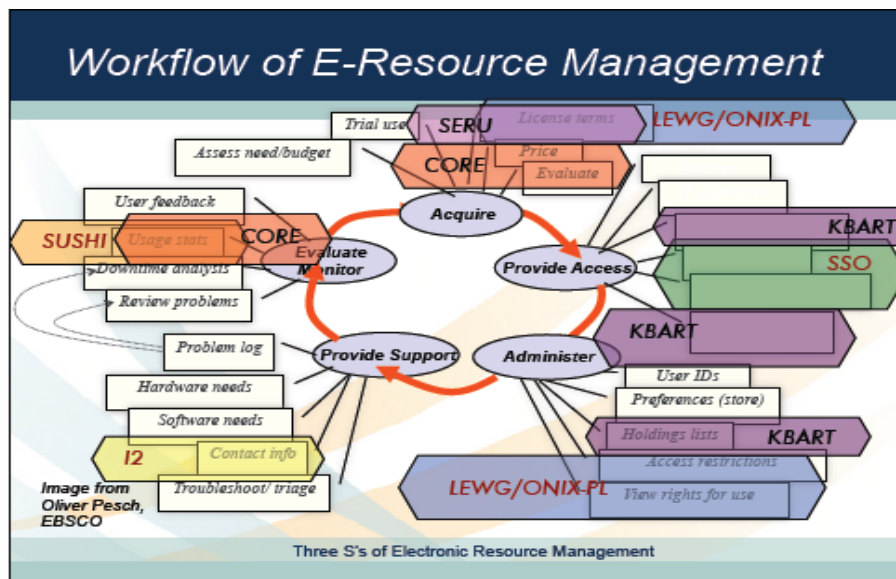 Workflow of E-Resource Management
Trial use
SERU
License terms
LEWG/ONIX-PL
Assess need/budget
CORE
Price
Evaluate
User feedback
Acquire
SUSHI
Usage stats
CORE
Evaluate
Monitor
KBART
Downtime analysis
Provide Access
SSO
Review problems
KBART
Problem log
Provide Support
Administer
Hardware needs
User IDs
Preferences (store)
Software needs
Holdings lists
KBART
I2
Contact info
Access restrictions
Troubleshoot/ triage
LEWG/ONIX-PL
View rights for use
Image from
Oliver Pesch,
EBSCO
Three S's of Electronic Resource Management